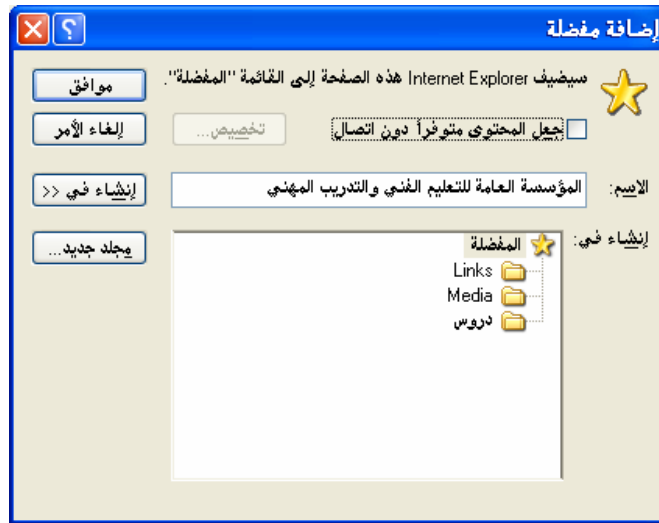 إضافة مفضلة
سيضيف Internet Explorer هذه الصفحة إلى القائمة "المفضلة".
موافق
جعل المحتوى متوفراً دون اتصال
تخصيص...
إلغاء الأمر
الاسم:
المؤسسة العامة للتعليم الفني والتدريب المهني
إنشاء في <<
إنشاء في:
المفضلة
Links
Media
دروس
مجلد جديد...